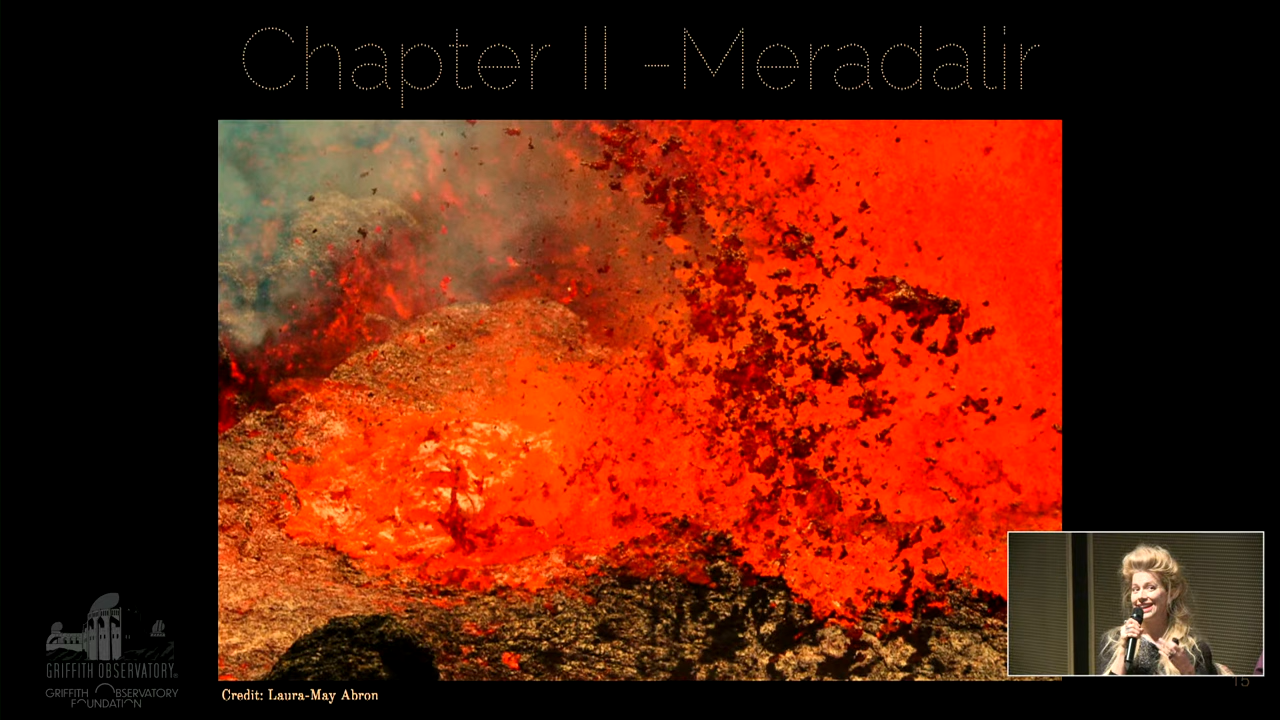 Chapter II -Meradalir
GRIFFITH OBSERVATORY
GRIFFITH OBSERVATORY
FOUNDATION
Credit: Laura-May Abron
15